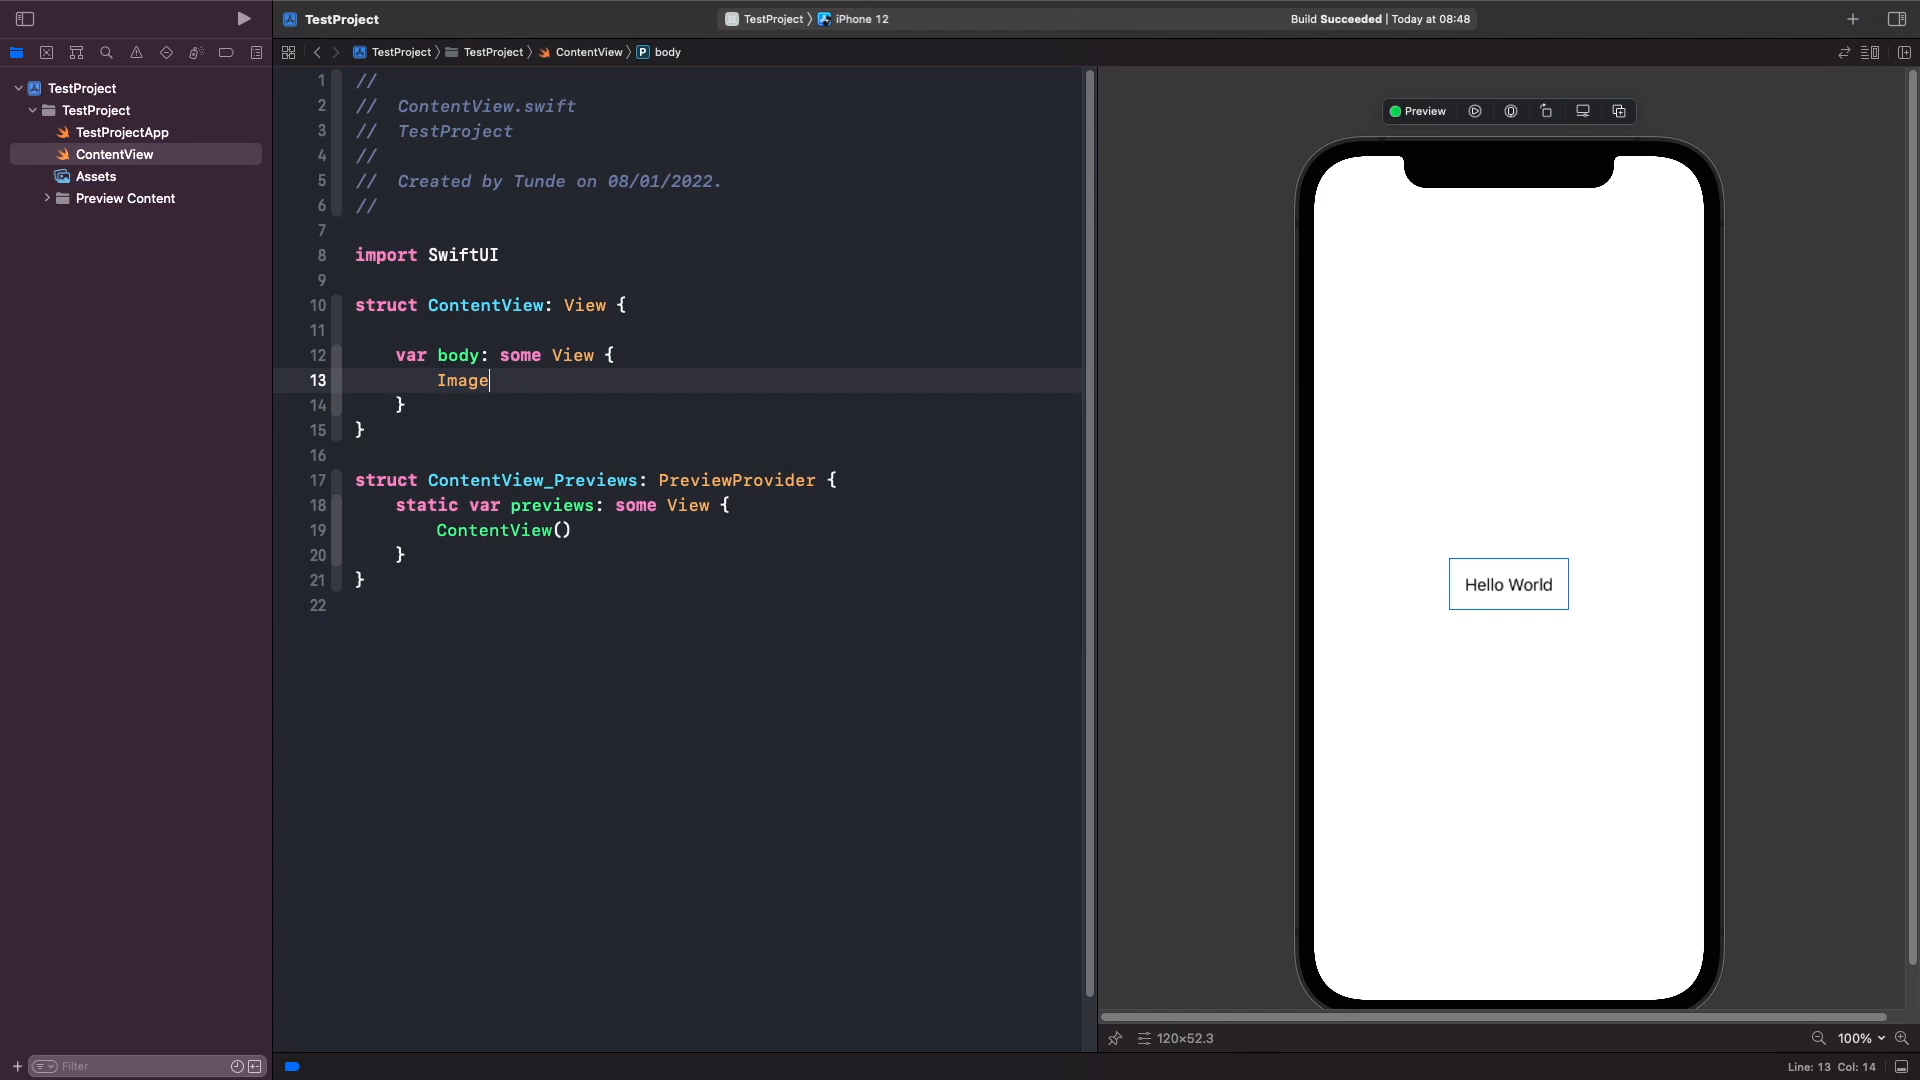 TestProject
TestProject 〉 iPhone 12
Build Succeeded | Today at 08:48
TestProject 〉 TestProject 〉 ContentView 〉 P body
TestProject
TestProject
TestProjectApp
ContentView
Assets
Preview Content
1 //
2 //  ContentView.swift
3 //  TestProject
4 //
5 //  Created by Tunde on 08/01/2022.
6 //
7
8 import SwiftUI
9
10 struct ContentView: View {
11
12     var body: some View {
13         Image
14     }
15 }
16
17 struct ContentView_Previews: PreviewProvider {
18     static var previews: some View {
19         ContentView()
20     }
21 }
22
Preview
Hello World
120×52.3
100%
Filter
Line: 13 Col: 14